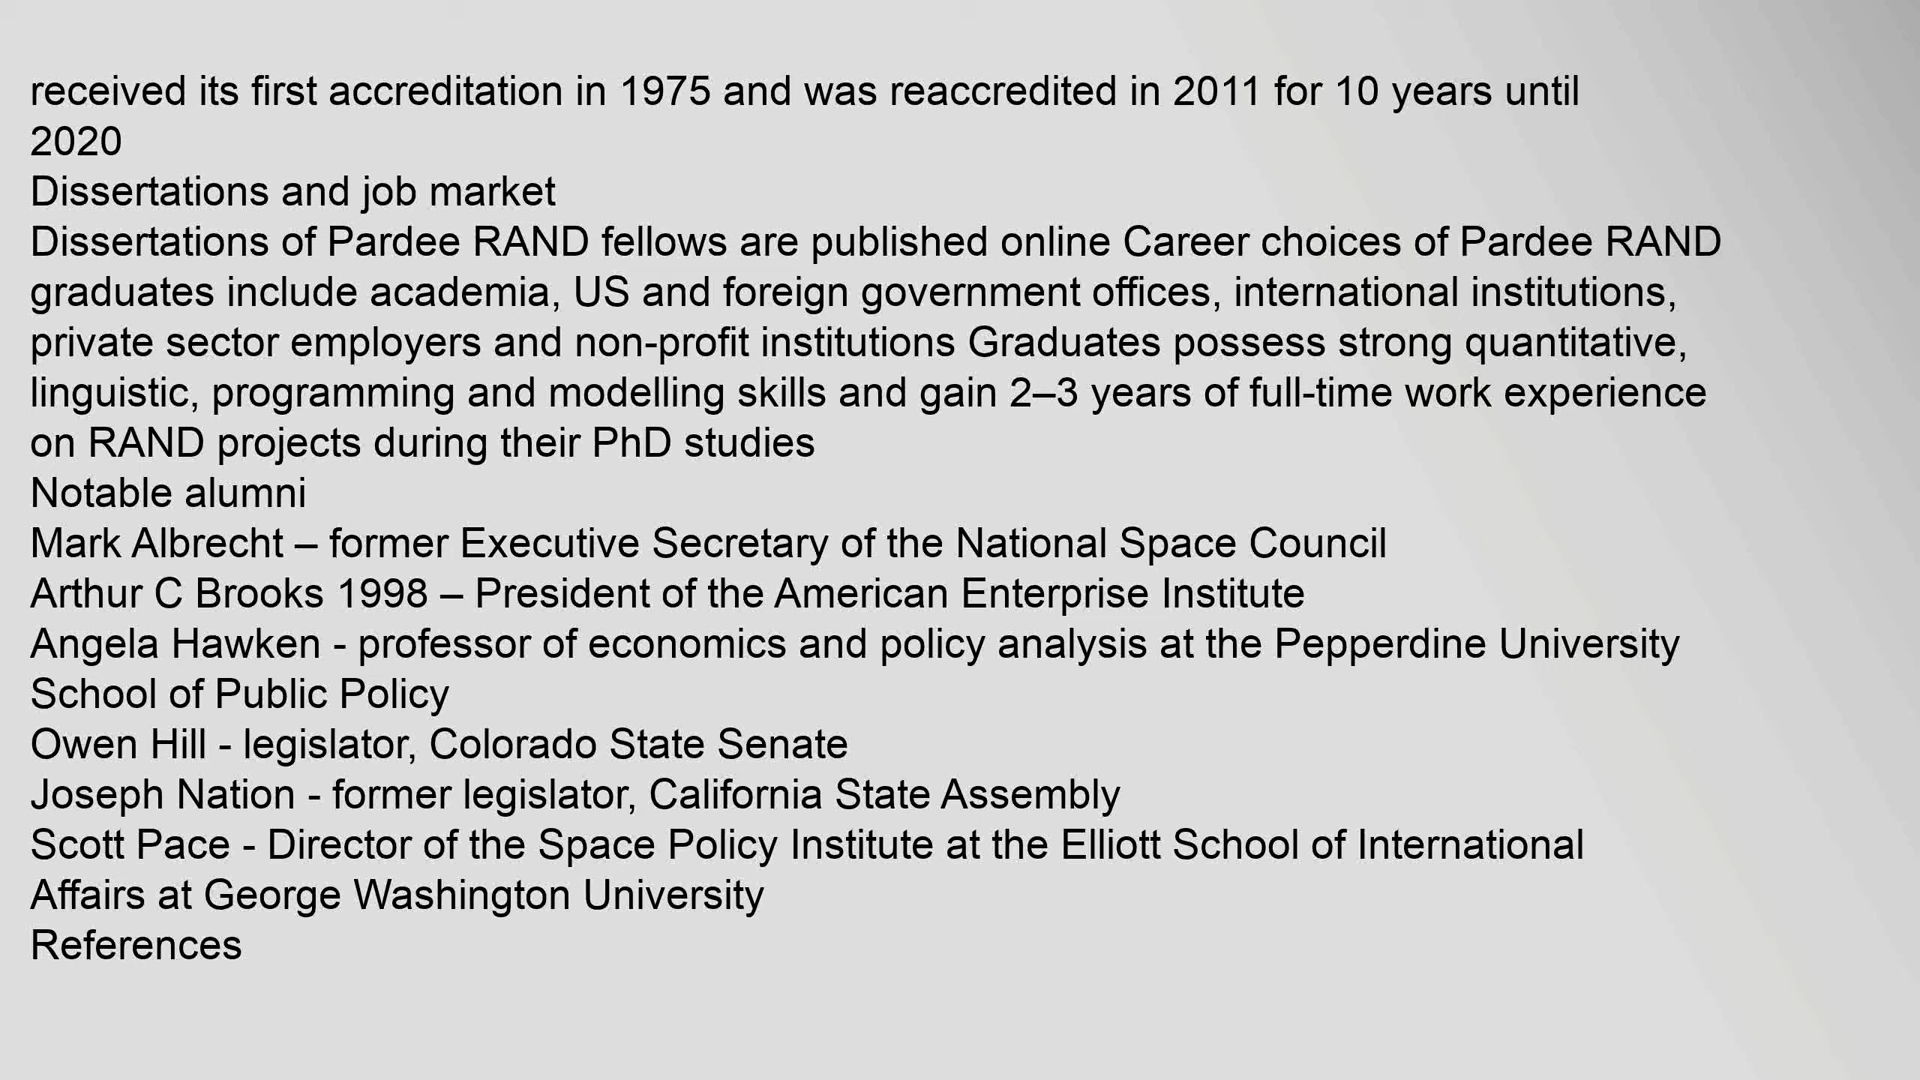 received its first accreditation in 1975 and was reaccredited in 2011 for 10 years until
2020
Dissertations and job market
Dissertations of Pardee RAND fellows are published online Career choices of Pardee RAND
graduates include academia, US and foreign government offices, international institutions,
private sector employers and non-profit institutions Graduates possess strong quantitative,
linguistic, programming and modelling skills and gain 2–3 years of full-time work experience
on RAND projects during their PhD studies
Notable alumni
Mark Albrecht – former Executive Secretary of the National Space Council
Arthur C Brooks 1998 – President of the American Enterprise Institute
Angela Hawken - professor of economics and policy analysis at the Pepperdine University
School of Public Policy
Owen Hill - legislator, Colorado State Senate
Joseph Nation - former legislator, California State Assembly
Scott Pace - Director of the Space Policy Institute at the Elliott School of International
Affairs at George Washington University
References